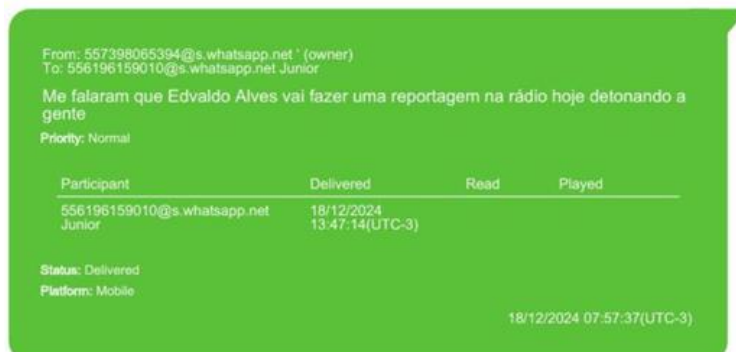 From: 557398065394@s.whatsapp.net ' (owner)
To: 556196159010@s.whatsapp.net Junior
Me falaram que Edvaldo Alves vai fazer uma reportagem na rádio hoje detonando a
gente
Priority: Normal
Participant Delivered Read Played
556196159010@s.whatsapp.net 18/12/2024
Junior 13:47:14(UTC-3)
Status: Delivered
Platform: Mobile
18/12/2024 07:57:37(UTC-3)